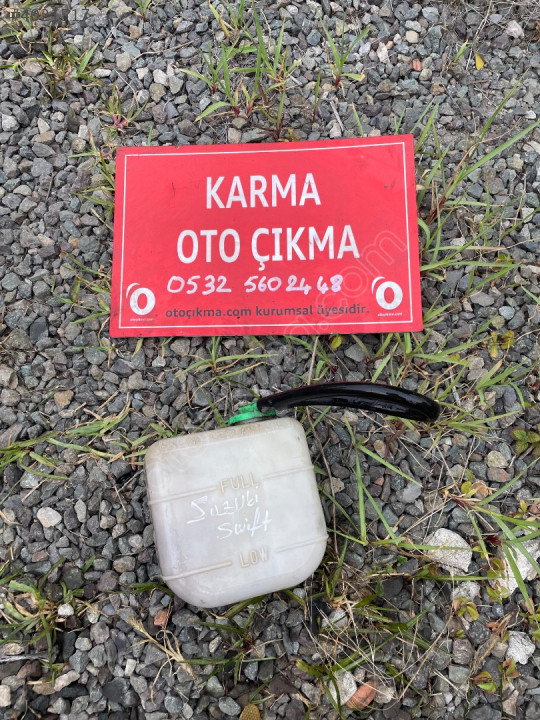 KARMA
OTO ÇIKMA
0532 560 24 48
otoçıkma.com kurumsal üyesidir.
FULL
Suzuki
Swift
LOW